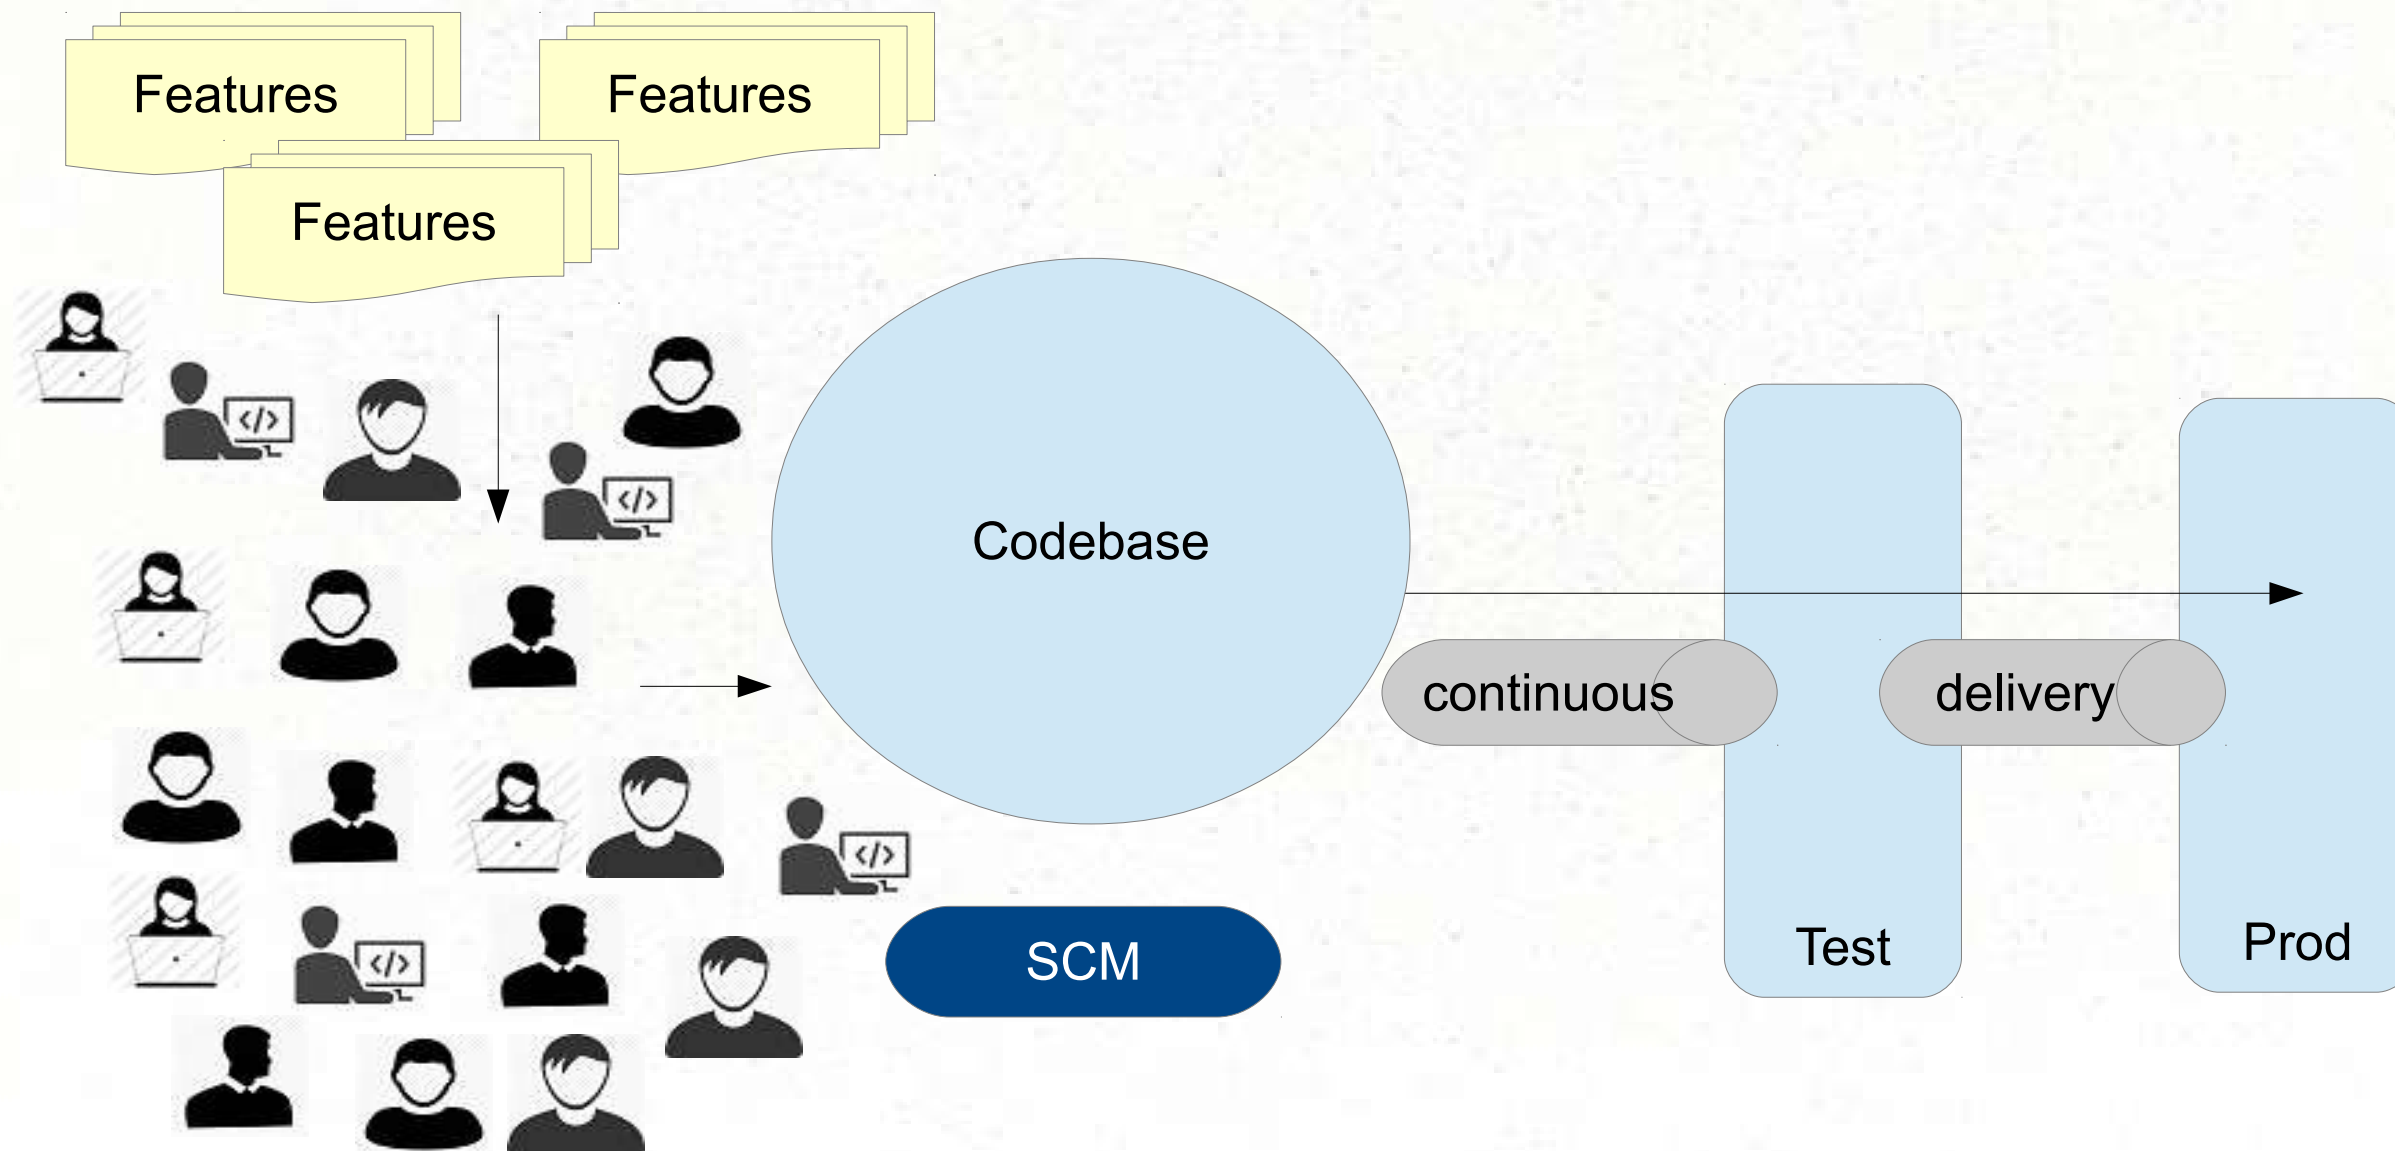 Features
Features
Features
</>
</>
Codebase
continuous
delivery
</>
</>
SCM
Test
Prod